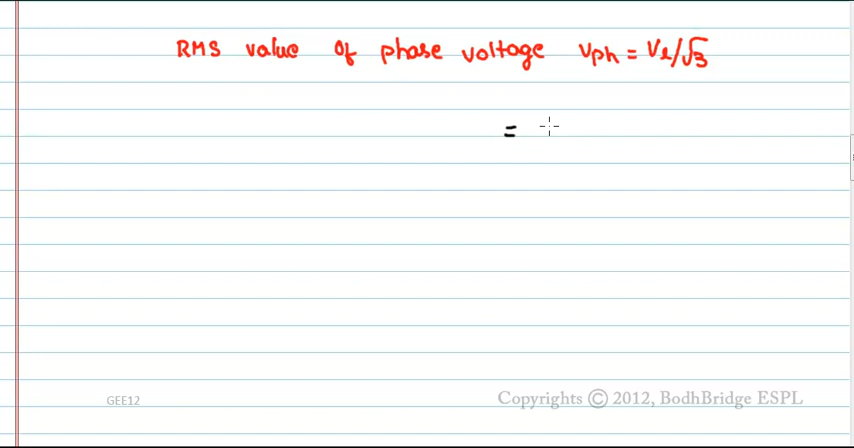 RMS value of phase voltage Vph = Vl/√3
=
GEE12
Copyrights © 2012, BodhBridge ESPL